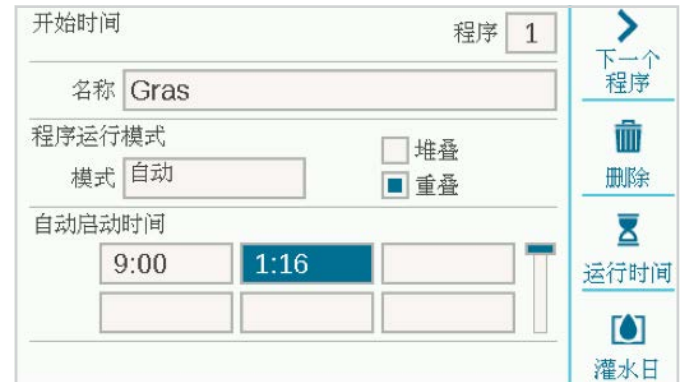 开始时间
程序 1
名称 Gras
程序运行模式
模式 自动
堆叠
重叠
自动启动时间
9:00 1:16
下一个
程序
删除
运行时间
灌水日